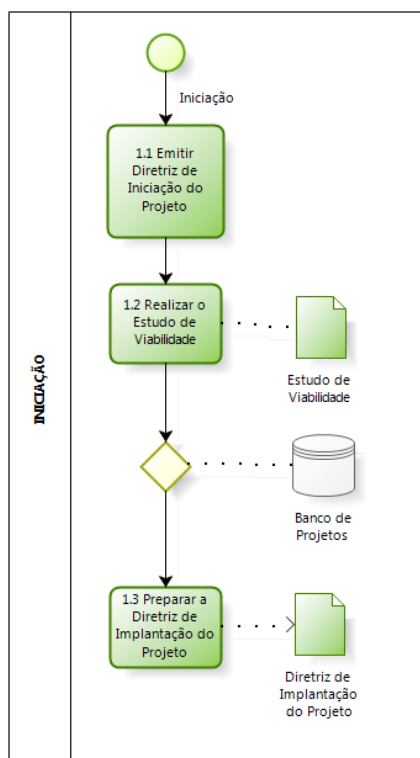 Iniciação
1.1 Emitir
Diretriz de
Iniciação do
Projeto
1.2 Realizar o
Estudo de
Viabilidade
Estudo de
Viabilidade
INICIAÇÃO
Banco de
Projetos
1.3 Preparar a
Diretriz de
Implantação do
Projeto
Diretriz de
Implantação
do Projeto